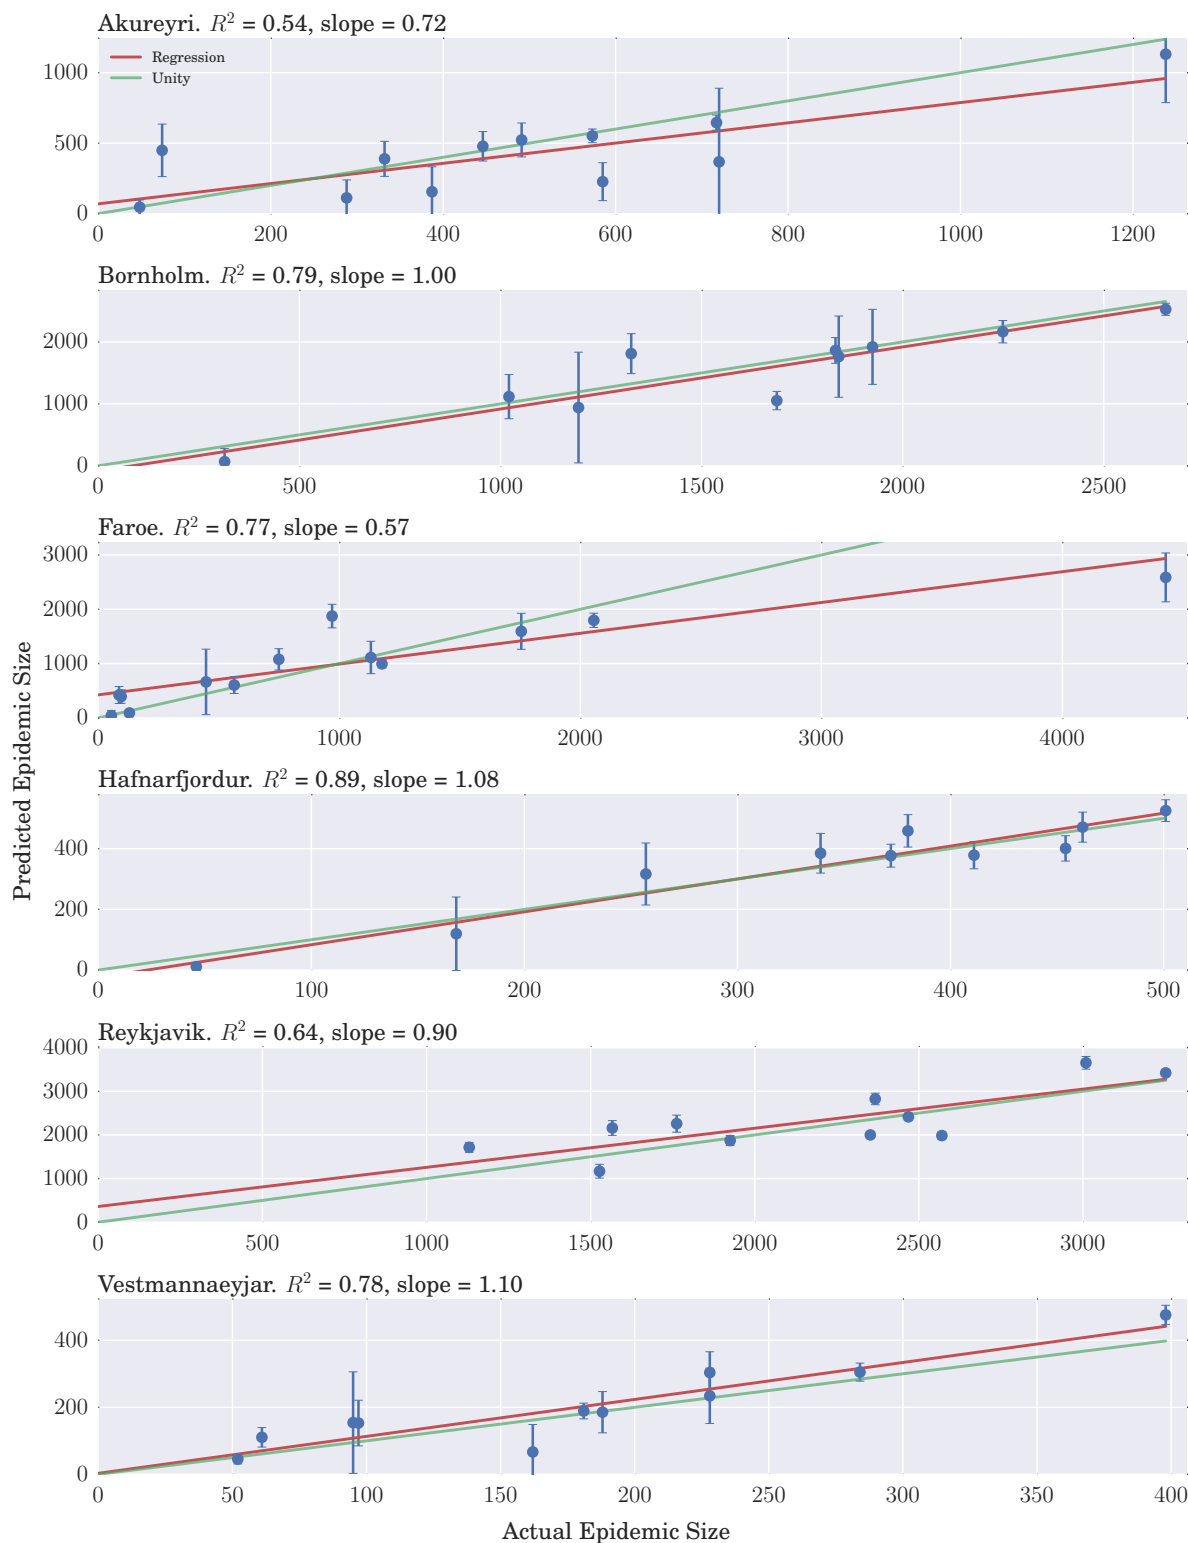 Akureyri. R² = 0.54, slope = 0.72
Regression
Unity
1000
500
0
0 200 400 600 800 1000 1200
Bornholm. R² = 0.79, slope = 1.00
2000
1000
0
0 500 1000 1500 2000 2500
Faroe. R² = 0.77, slope = 0.57
3000
2000
1000
0
0 1000 2000 3000 4000
Predicted Epidemic Size
Hafnarfjordur. R² = 0.89, slope = 1.08
400
200
0
0 100 200 300 400 500
Reykjavik. R² = 0.64, slope = 0.90
4000
3000
2000
1000
0
0 500 1000 1500 2000 2500 3000
Vestmannaeyjar. R² = 0.78, slope = 1.10
400
200
0
0 50 100 150 200 250 300 350 400
Actual Epidemic Size